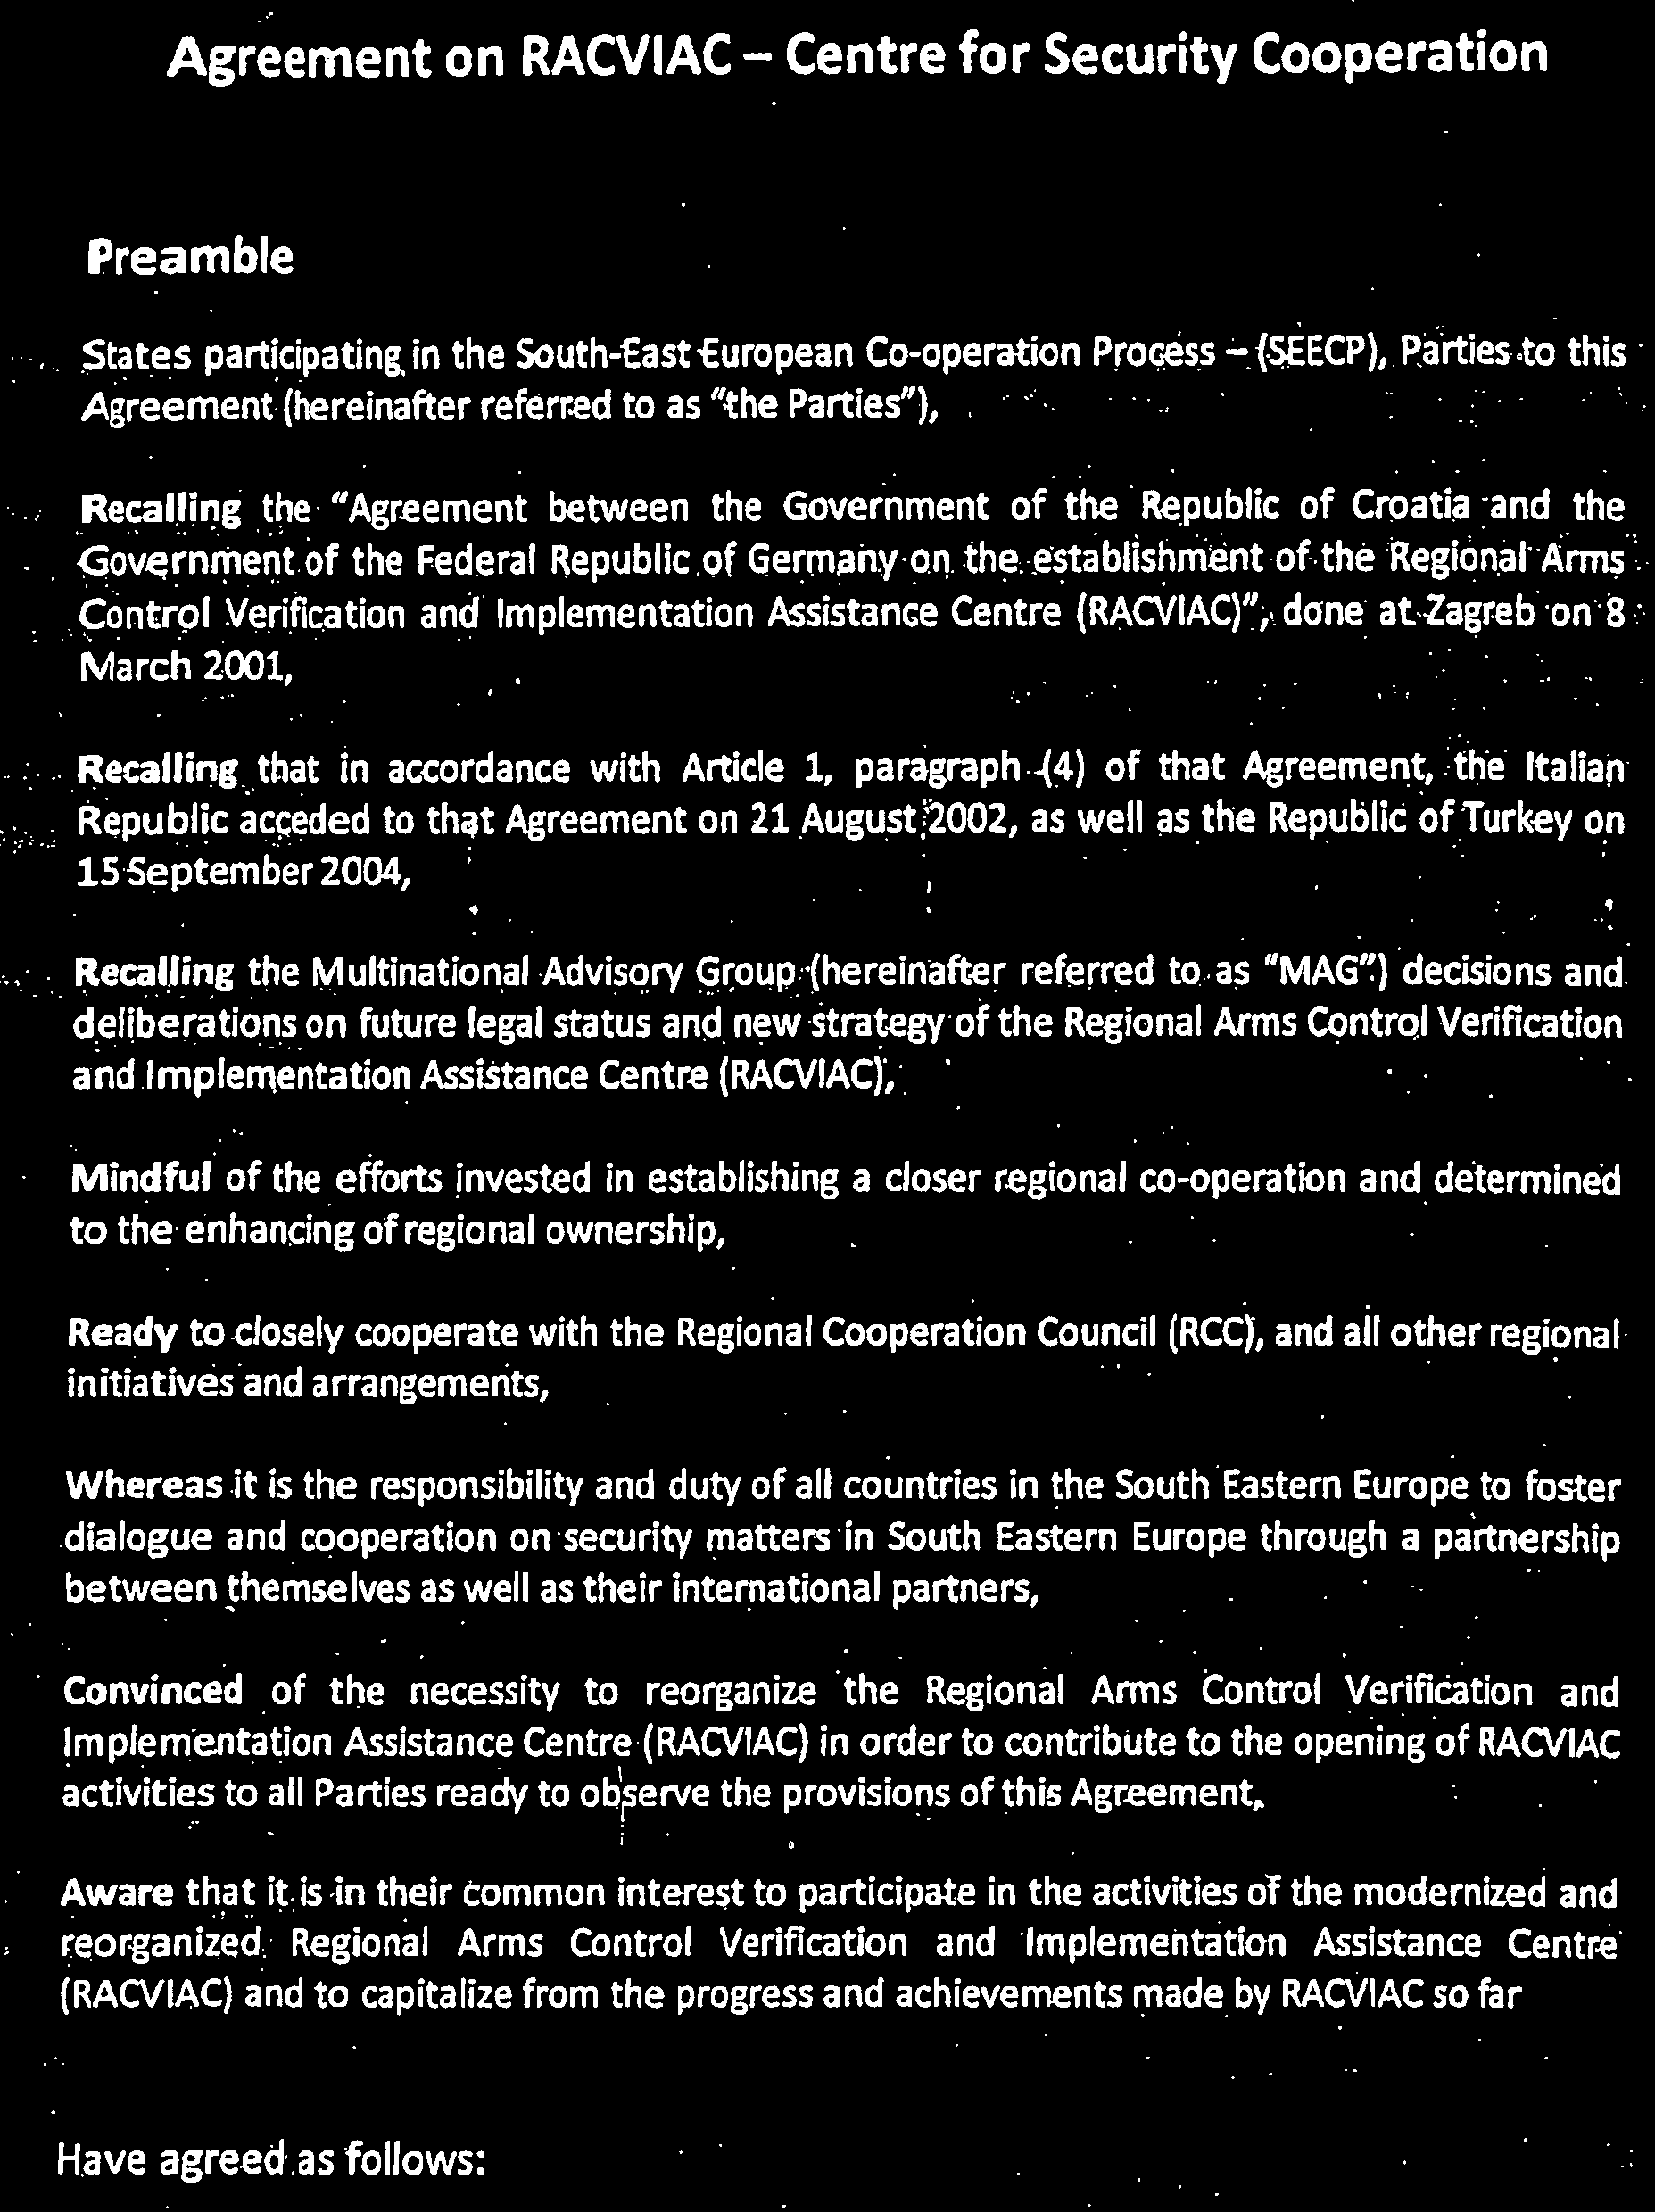 Agreement on RACVIAC – Centre for Security Cooperation
Preamble
States participating in the South-East European Co-operation Process – (SEECP), Parties to this
Agreement (hereinafter referred to as "the Parties"),
Recalling the "Agreement between the Government of the Republic of Croatia and the
Government of the Federal Republic of Germany on the establishment of the Regional Arms
Control Verification and Implementation Assistance Centre (RACVIAC)", done at Zagreb on 8
March 2001,
Recalling that in accordance with Article 1, paragraph (4) of that Agreement, the Italian
Republic acceded to that Agreement on 21 August 2002, as well as the Republic of Turkey on
15 September 2004,
Recalling the Multinational Advisory Group (hereinafter referred to as "MAG") decisions and
deliberations on future legal status and new strategy of the Regional Arms Control Verification
and Implementation Assistance Centre (RACVIAC),
Mindful of the efforts invested in establishing a closer regional co-operation and determined
to the enhancing of regional ownership,
Ready to closely cooperate with the Regional Cooperation Council (RCC), and all other regional
initiatives and arrangements,
Whereas it is the responsibility and duty of all countries in the South Eastern Europe to foster
dialogue and cooperation on security matters in South Eastern Europe through a partnership
between themselves as well as their international partners,
Convinced of the necessity to reorganize the Regional Arms Control Verification and
Implementation Assistance Centre (RACVIAC) in order to contribute to the opening of RACVIAC
activities to all Parties ready to observe the provisions of this Agreement,
Aware that it is in their common interest to participate in the activities of the modernized and
reorganized Regional Arms Control Verification and Implementation Assistance Centre
(RACVIAC) and to capitalize from the progress and achievements made by RACVIAC so far
Have agreed as follows: